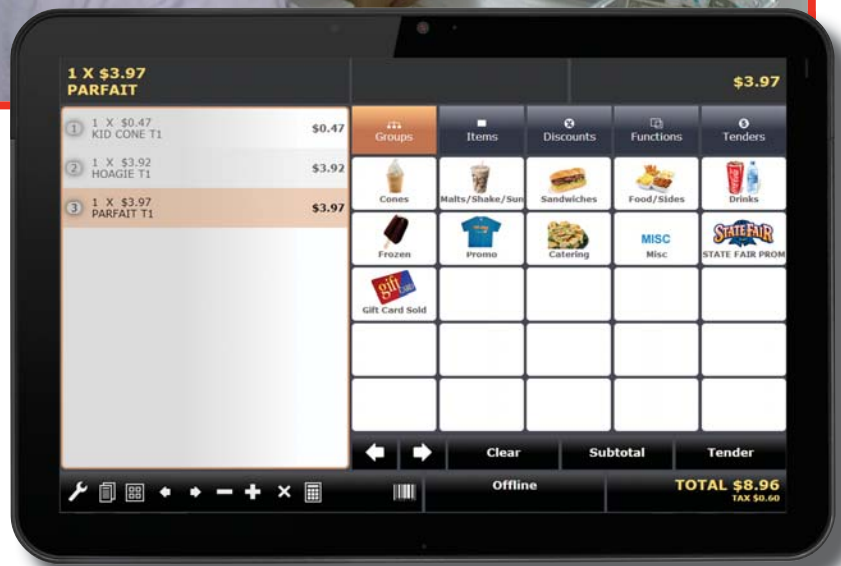 1 X $3.97
PARFAIT
$3.97
1 1 X $0.47
KID CONE T1
$0.47
2 1 X $3.92
HOAGIE T1
$3.92
3 1 X $3.97
PARFAIT T1
$3.97
Groups
Items
Discounts
Functions
Tenders
Cones
Malts/Shake/Sun
Sandwiches
Food/Sides
Drinks
Frozen
Promo
Catering
MISC
Misc
STATE FAIR
STATE FAIR PROM
gift
Gift Card Sold
Clear
Subtotal
Tender
Offline
TOTAL $8.96
TAX $0.60